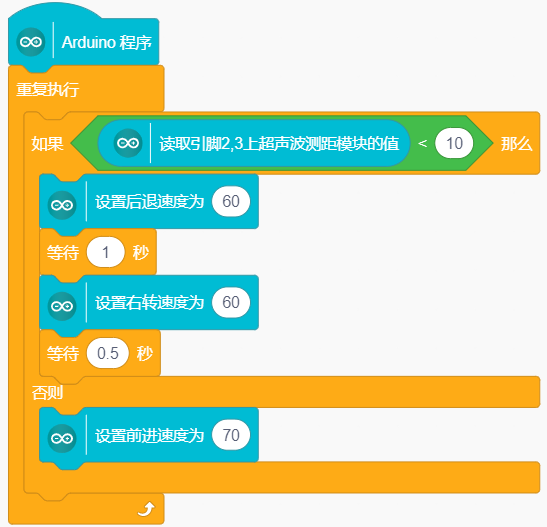 Arduino 程序
重复执行
如果 读取引脚2,3上超声波测距模块的值 < 10 那么
设置后退速度为 60
等待 1 秒
设置右转速度为 60
等待 0.5 秒
否则
设置前进速度为 70